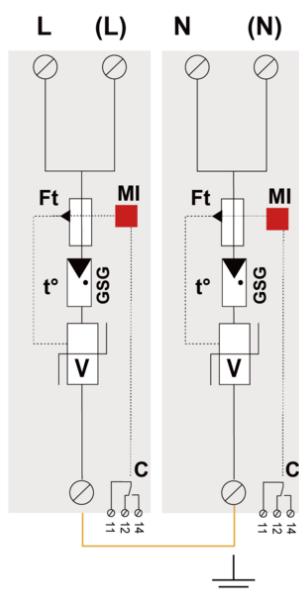 L (L) N (N)
Ft MI Ft MI
t° GSG t° GSG
V V
C C
11 12 14 11 12 14